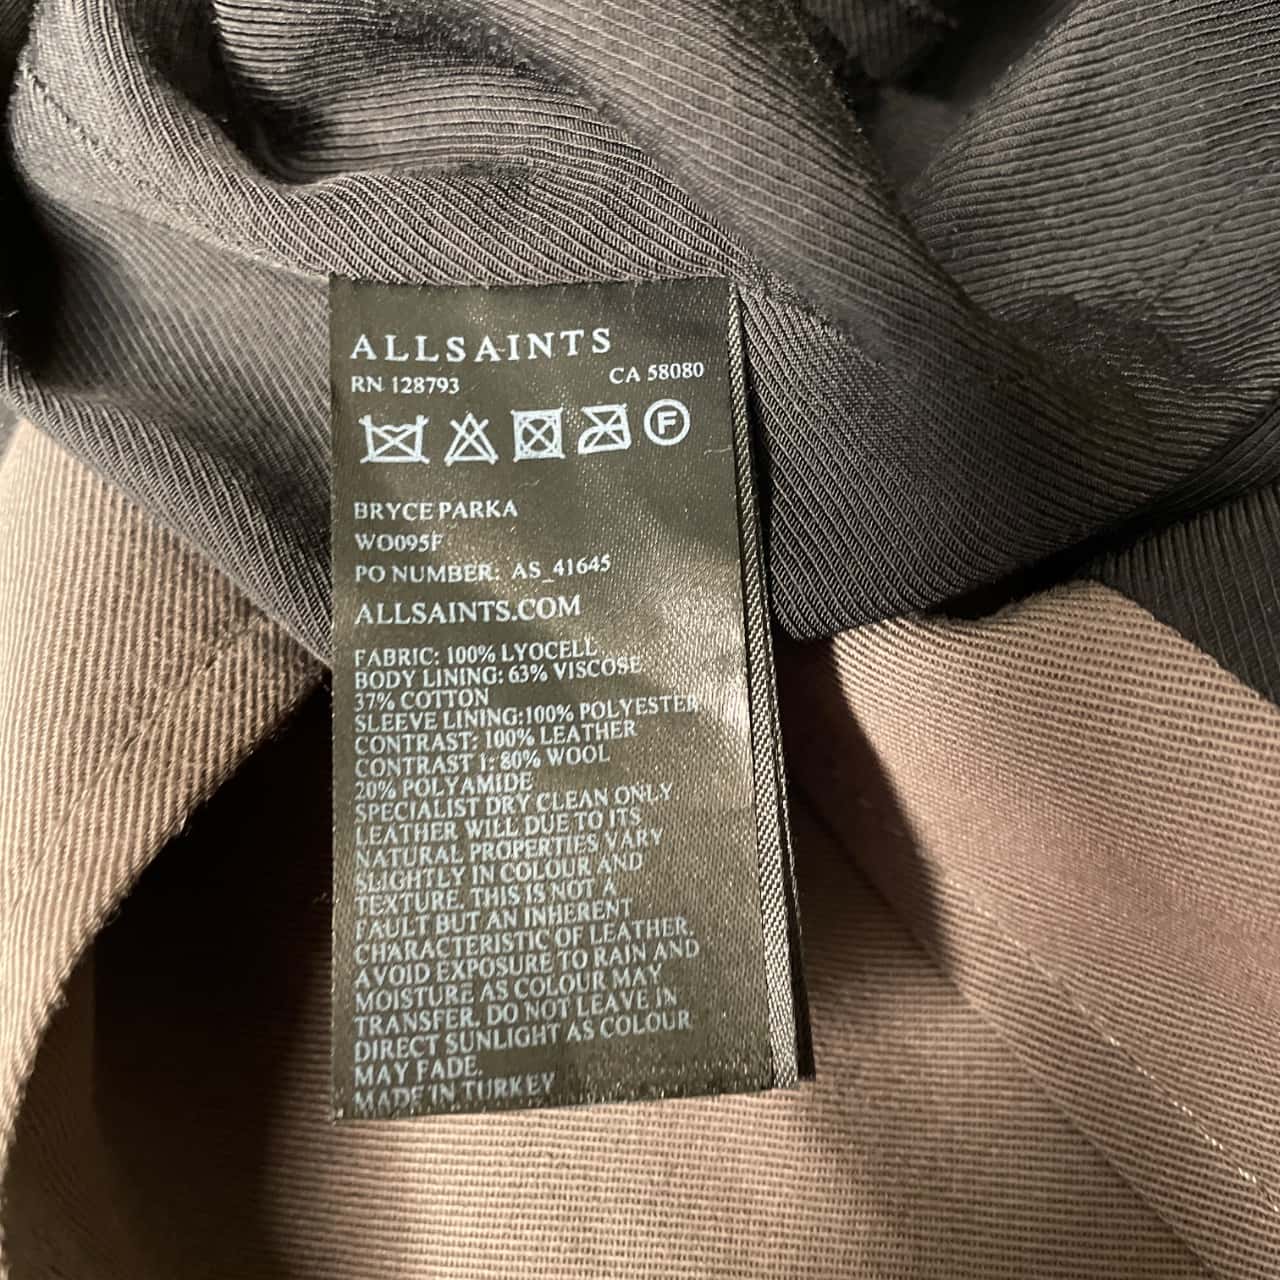 ALLSAINTS
RN 128793 CA 58080
F
BRYCE PARKA
WO095F
PO NUMBER: AS_41645
ALLSAINTS.COM
FABRIC: 100% LYOCELL
BODY LINING: 63% VISCOSE
37% COTTON
SLEEVE LINING:100% POLYESTER
CONTRAST: 100% LEATHER
CONTRAST 1: 80% WOOL
20% POLYAMIDE
SPECIALIST DRY CLEAN ONLY
LEATHER WILL DUE TO ITS
NATURAL PROPERTIES VARY
SLIGHTLY IN COLOUR AND
TEXTURE. THIS IS NOT A
FAULT BUT AN INHERENT
CHARACTERISTIC OF LEATHER.
AVOID EXPOSURE TO RAIN AND
MOISTURE AS COLOUR MAY
TRANSFER. DO NOT LEAVE IN
DIRECT SUNLIGHT AS COLOUR
MAY FADE.
MADE IN TURKEY